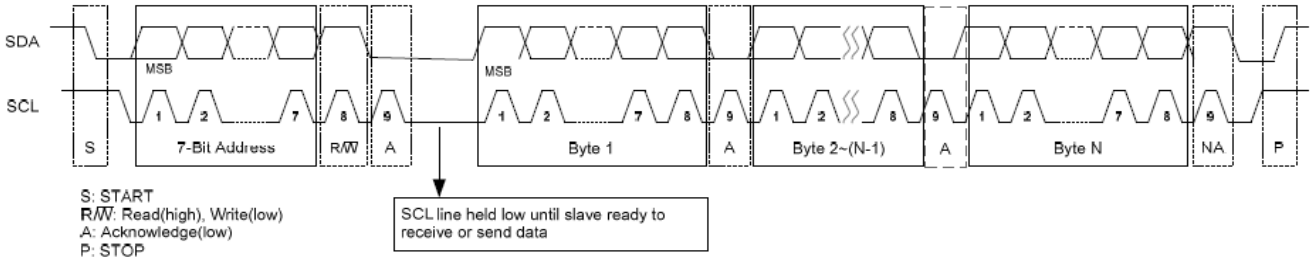 SDA
MSB
MSB
SCL
1 2 7 8 9 1 2 7 8 9 1 2 8 9 1 2 7 8 9
S 7-Bit Address R/W̅ A Byte 1 A Byte 2~(N-1) A Byte N NA P
S: START
R/W̅: Read(high), Write(low)
A: Acknowledge(low)
P: STOP
SCL line held low until slave ready to
receive or send data